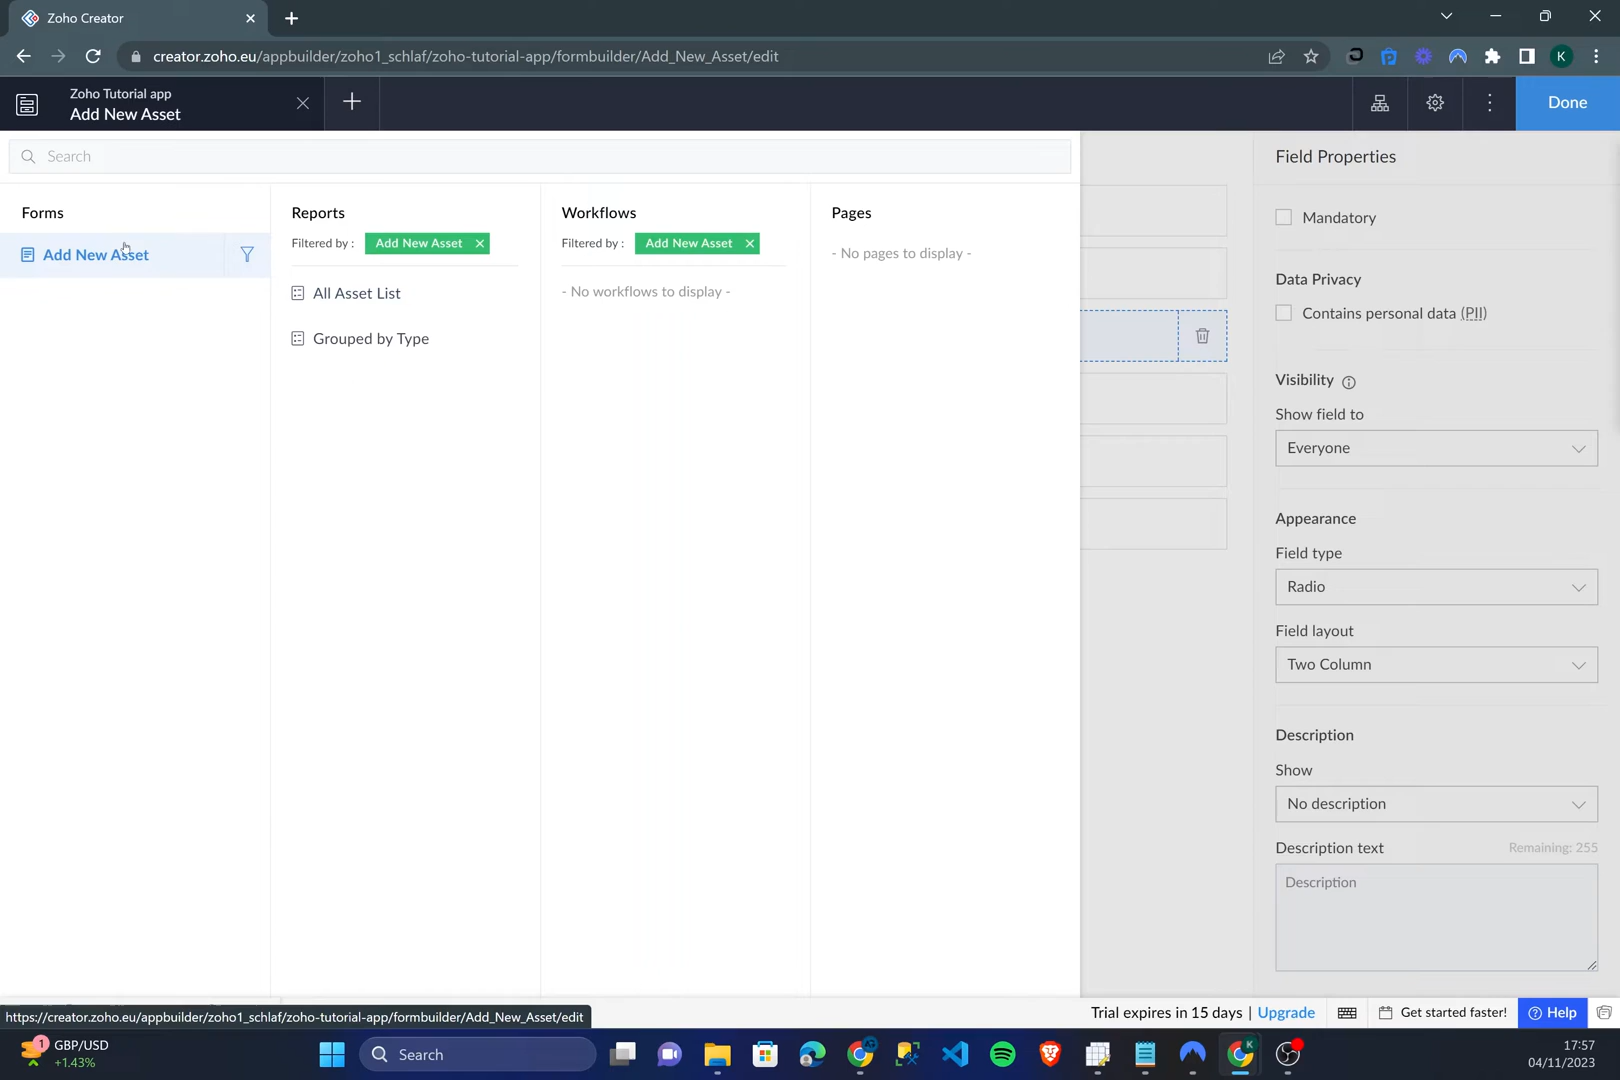 Zoho Creator
creator.zoho.eu/appbuilder/zoho1_schlaf/zoho-tutorial-app/formbuilder/Add_New_Asset/edit
K
Zoho Tutorial app
Add New Asset
Done
Search
Forms
Add New Asset
Reports
Filtered by : Add New Asset
All Asset List
Grouped by Type
Workflows
Filtered by : Add New Asset
- No workflows to display -
Pages
- No pages to display -
Field Properties
Mandatory
Data Privacy
Contains personal data (PII)
Visibility
Show field to
Everyone
Appearance
Field type
Radio
Field layout
Two Column
Description
Show
No description
Description text Remaining: 255
Description
https://creator.zoho.eu/appbuilder/zoho1_schlaf/zoho-tutorial-app/formbuilder/Add_New_Asset/edit
Trial expires in 15 days | Upgrade
Get started faster!
Help
1
GBP/USD
+1.43%
Search
K
17:57
04/11/2023